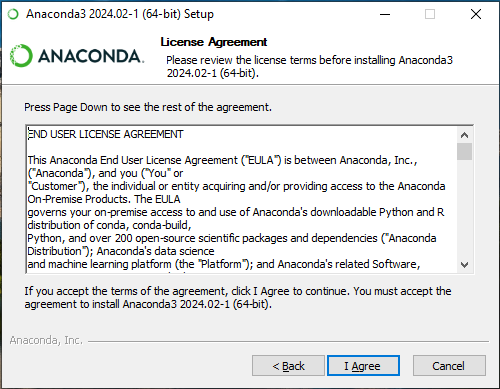 Anaconda3 2024.02-1 (64-bit) Setup
ANACONDA.
License Agreement
Please review the license terms before installing Anaconda3
2024.02-1 (64-bit).
Press Page Down to see the rest of the agreement.
END USER LICENSE AGREEMENT
This Anaconda End User License Agreement ("EULA") is between Anaconda, Inc.,
("Anaconda"), and you ("You" or
"Customer"), the individual or entity acquiring and/or providing access to the Anaconda
On-Premise Products. The EULA
governs your on-premise access to and use of Anaconda's downloadable Python and R
distribution of conda, conda-build,
Python, and over 200 open-source scientific packages and dependencies ("Anaconda
Distribution"); Anaconda's data science
and machine learning platform (the "Platform"); and Anaconda's related Software,
If you accept the terms of the agreement, click I Agree to continue. You must accept the
agreement to install Anaconda3 2024.02-1 (64-bit).
Anaconda, Inc.
< Back
I Agree
Cancel